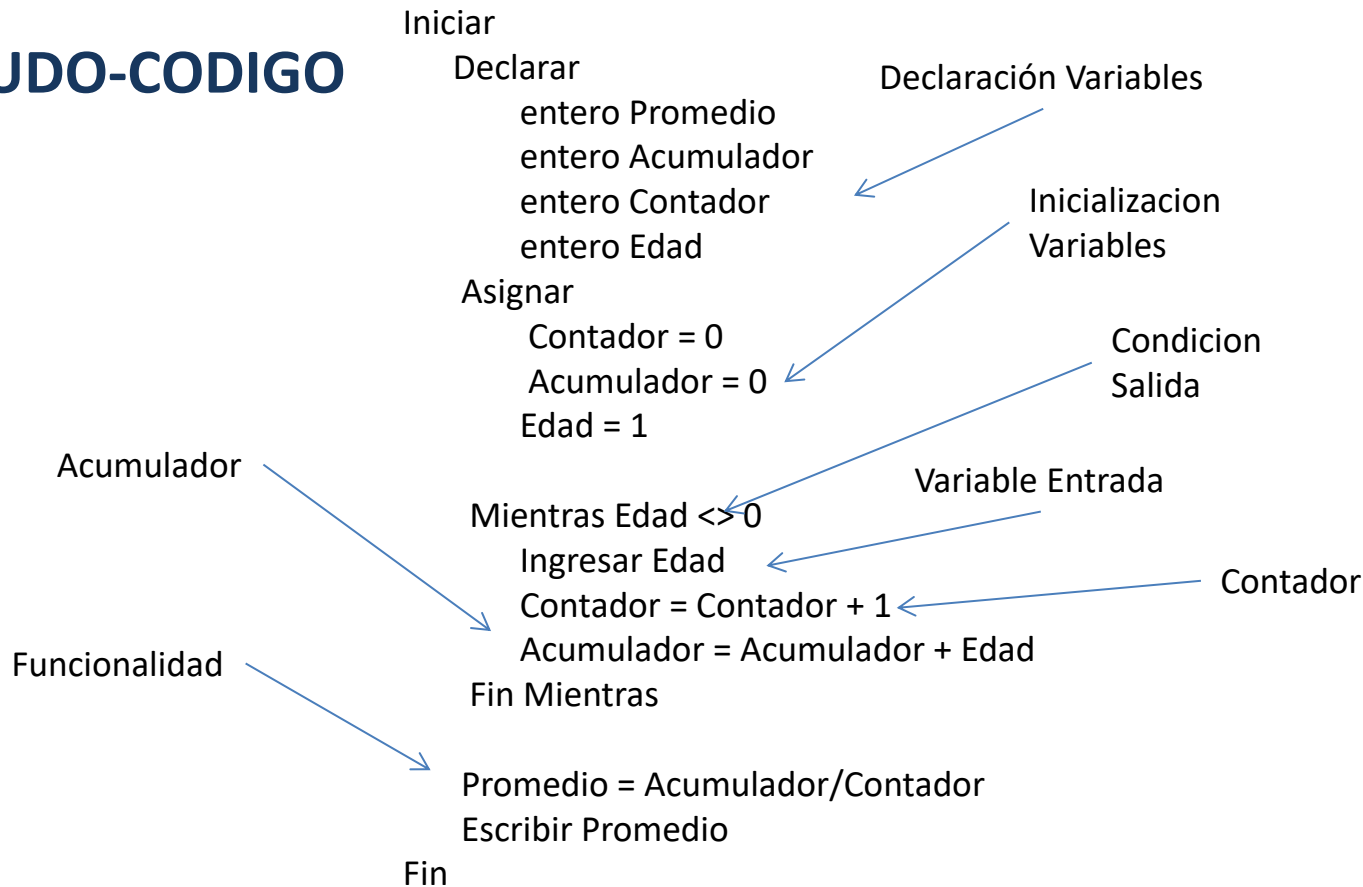 UDO-CODIGO
Iniciar
Declarar
entero Promedio
entero Acumulador
entero Contador
entero Edad
Asignar
Contador = 0
Acumulador = 0
Edad = 1
Mientras Edad <> 0
Ingresar Edad
Contador = Contador + 1
Acumulador = Acumulador + Edad
Fin Mientras
Promedio = Acumulador/Contador
Escribir Promedio
Fin
Declaración Variables
Inicializacion
Variables
Condicion
Salida
Variable Entrada
Contador
Acumulador
Funcionalidad